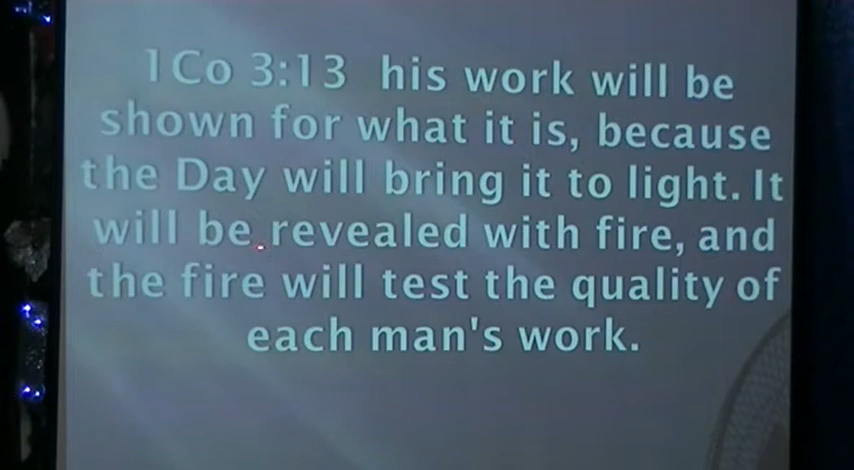 1Co 3:13 his work will be
shown for what it is, because
the Day will bring it to light. It
will be revealed with fire, and
the fire will test the quality of
each man's work.